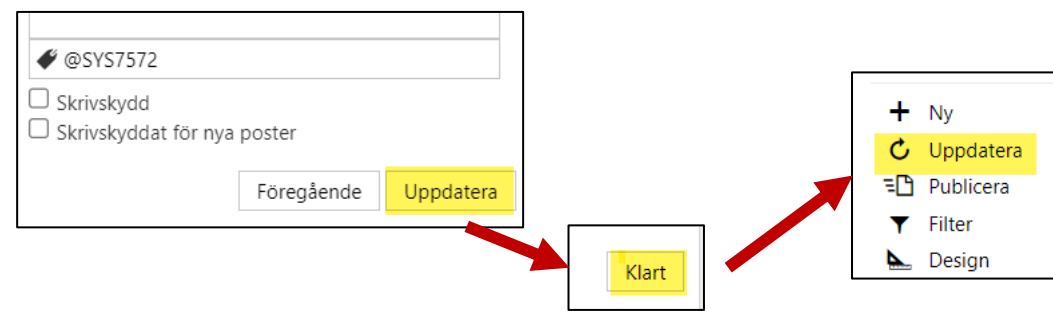 @SYS7572
Skrivskydd
Skrivskyddat för nya poster
Föregående
Uppdatera
Klart
Ny
Uppdatera
Publicera
Filter
Design